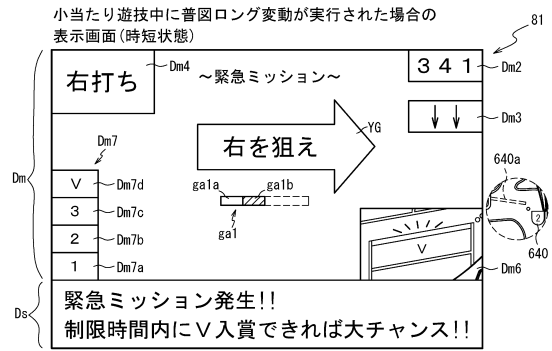 小当たり遊技中に普図ロング変動が実行された場合の
表示画面(時短状態)
81
右打ち
Dm4
～緊急ミッション～
3 4 1
Dm2
Dm
Dm7
右を狙え
YG
↓ ↓
Dm3
640a
V
Dm7d
ga1a
ga1b
3
Dm7c
ga1
2
Dm7b
V
2
640
1
Dm7a
Dm6
Ds
緊急ミッション発生!!
制限時間内にV入賞できれば大チャンス!!